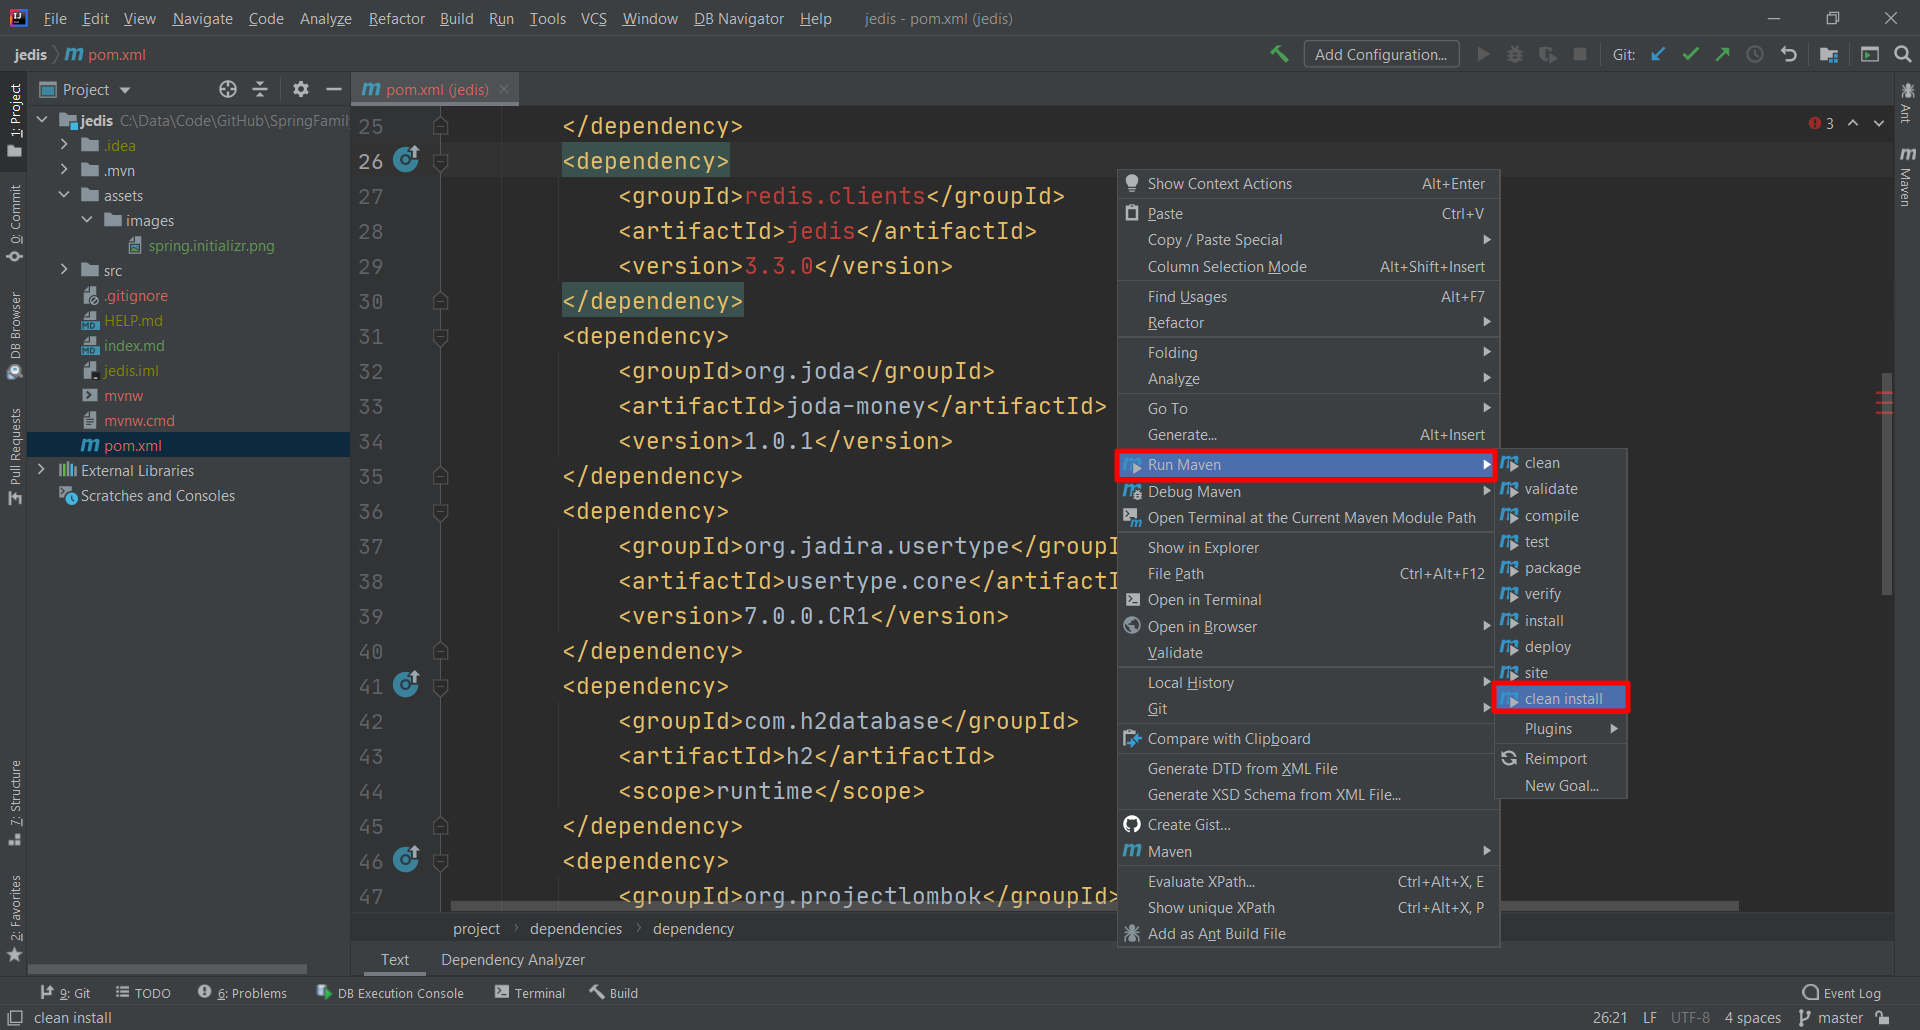 File Edit View Navigate Code Analyze Refactor Build Run Tools VCS Window DB Navigator Help jedis - pom.xml (jedis)
jedis m pom.xml
Add Configuration...
Git:
Project
m pom.xml (jedis)
3
jedis C:\Data\Code\GitHub\SpringFamil
.idea
.mvn
assets
images
spring.initializr.png
src
.gitignore
HELP.md
index.md
jedis.iml
mvnw
mvnw.cmd
m pom.xml
External Libraries
Scratches and Consoles
1: Project
0: Commit
DB Browser
Pull Requests
7: Structure
2: Favorites
25 </dependency>
26 <dependency>
27 <groupId>redis.clients</groupId>
28 <artifactId>jedis</artifactId>
29 <version>3.3.0</version>
30 </dependency>
31 <dependency>
32 <groupId>org.joda</groupId>
33 <artifactId>joda-money</artifactId>
34 <version>1.0.1</version>
35 </dependency>
36 <dependency>
37 <groupId>org.jadira.usertype</groupI
38 <artifactId>usertype.core</artifactI
39 <version>7.0.0.CR1</version>
40 </dependency>
41 <dependency>
42 <groupId>com.h2database</groupId>
43 <artifactId>h2</artifactId>
44 <scope>runtime</scope>
45 </dependency>
46 <dependency>
47 <groupId>org.projectlombok</groupId>
Show Context Actions Alt+Enter
Paste Ctrl+V
Copy / Paste Special
Column Selection Mode Alt+Shift+Insert
Find Usages Alt+F7
Refactor
Folding
Analyze
Go To
Generate... Alt+Insert
Run Maven
Debug Maven
Open Terminal at the Current Maven Module Path
Show in Explorer
File Path Ctrl+Alt+F12
Open in Terminal
Open in Browser
Validate
Local History
Git
Compare with Clipboard
Generate DTD from XML File
Generate XSD Schema from XML File...
Create Gist...
Maven
Evaluate XPath... Ctrl+Alt+X, E
Show unique XPath Ctrl+Alt+X, P
Add as Ant Build File
clean
validate
compile
test
package
verify
install
deploy
site
clean install
Plugins
Reimport
New Goal...
Ant
m Maven
project dependencies dependency
Text Dependency Analyzer
9: Git TODO 6: Problems DB Execution Console Terminal Build Event Log
clean install 26:21 LF UTF-8 4 spaces master